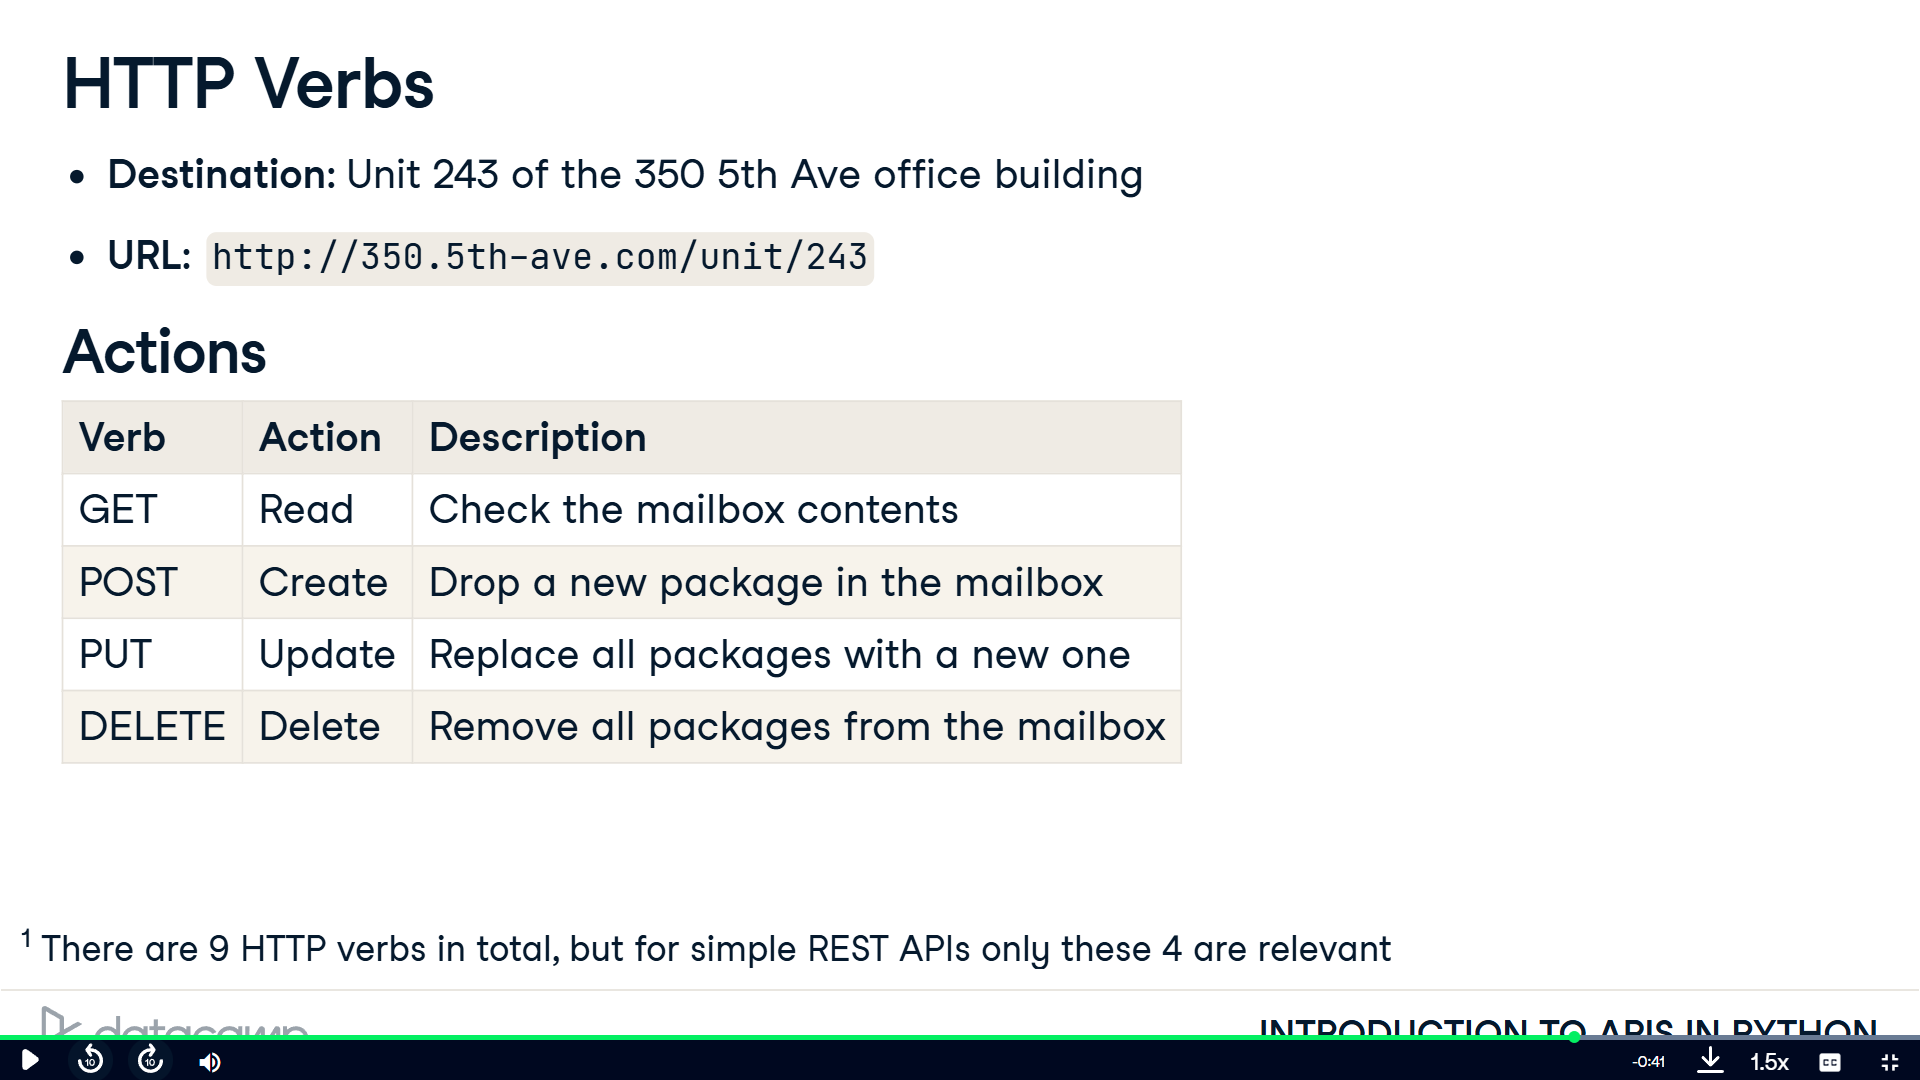 HTTP Verbs
• Destination: Unit 243 of the 350 5th Ave office building
• URL: http://350.5th-ave.com/unit/243
Actions
Verb Action Description
GET Read Check the mailbox contents
POST Create Drop a new package in the mailbox
PUT Update Replace all packages with a new one
DELETE Delete Remove all packages from the mailbox
1 There are 9 HTTP verbs in total, but for simple REST APIs only these 4 are relevant
datacamp INTRODUCTION TO APIS IN PYTHON
10 10 -0:41 1.5x CC